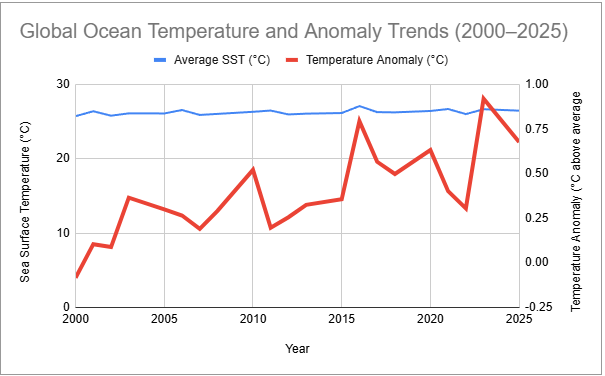 Global Ocean Temperature and Anomaly Trends (2000–2025)
Average SST (°C) Temperature Anomaly (°C)
Sea Surface Temperature (°C)
30
20
10
0
1.00
0.75
0.50
0.25
0.00
-0.25
Temperature Anomaly (°C above average
2000 2005 2010 2015 2020 2025
Year